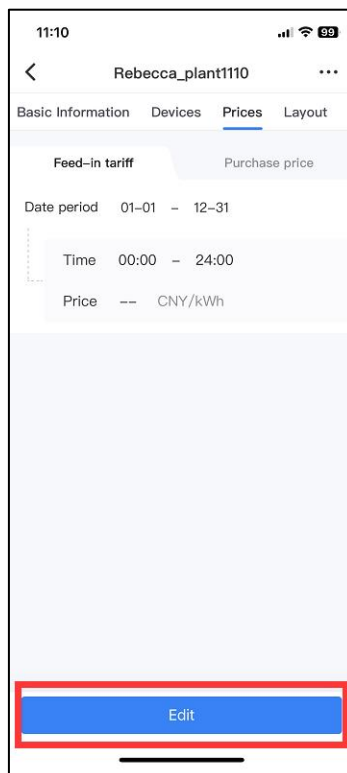 11:10 99
Rebecca_plant1110 ···
Basic Information Devices Prices Layout
Feed-in tariff Purchase price
Date period 01-01 - 12-31
Time 00:00 - 24:00
Price -- CNY/kWh
Edit